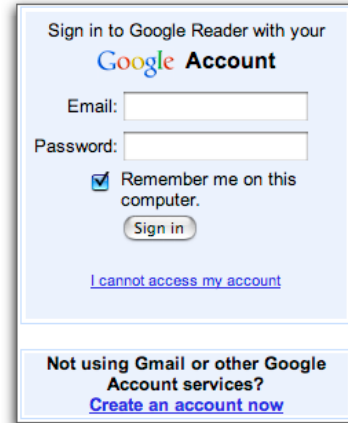 Sign in to Google Reader with your
Google Account
Email:
Password:
Remember me on this
computer.
Sign in
I cannot access my account
Not using Gmail or other Google
Account services?
Create an account now